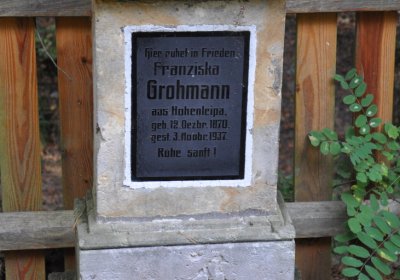 Hier ruhet in Frieden
Franziska
Grohmann
aus Hohenleipa,
geb. 12. Dezbr. 1870,
gest. 3. Novbr. 1937.
Ruhe sanft!